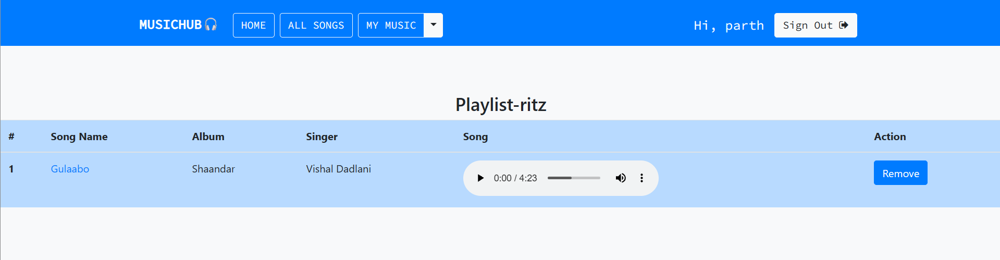 MUSICHUB HOME ALL SONGS MY MUSIC Hi, parth Sign Out
Playlist-ritz
# Song Name Album Singer Song Action
1 Gulaabo Shaandar Vishal Dadlani 0:00 / 4:23 Remove